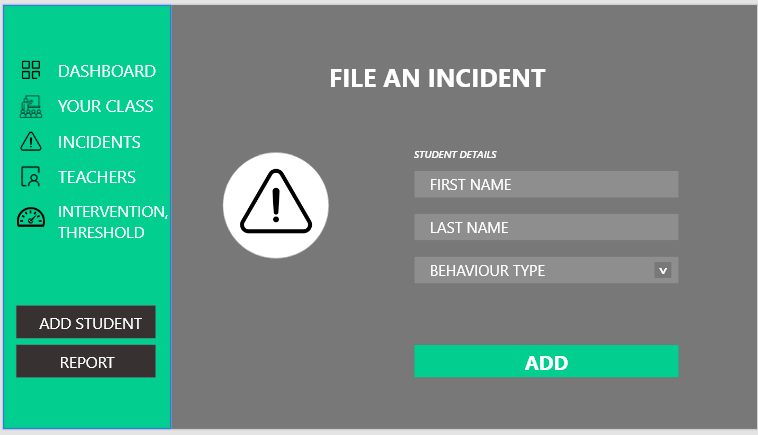 DASHBOARD
YOUR CLASS
INCIDENTS
TEACHERS
INTERVENTION,
THRESHOLD
ADD STUDENT
REPORT
FILE AN INCIDENT
STUDENT DETAILS
FIRST NAME
LAST NAME
BEHAVIOUR TYPE
ADD